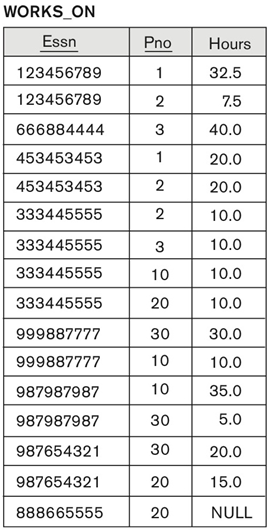 WORKS_ON
Essn Pno Hours
123456789 1 32.5
123456789 2 7.5
666884444 3 40.0
453453453 1 20.0
453453453 2 20.0
333445555 2 10.0
333445555 3 10.0
333445555 10 10.0
333445555 20 10.0
999887777 30 30.0
999887777 10 10.0
987987987 10 35.0
987987987 30 5.0
987654321 30 20.0
987654321 20 15.0
888665555 20 NULL